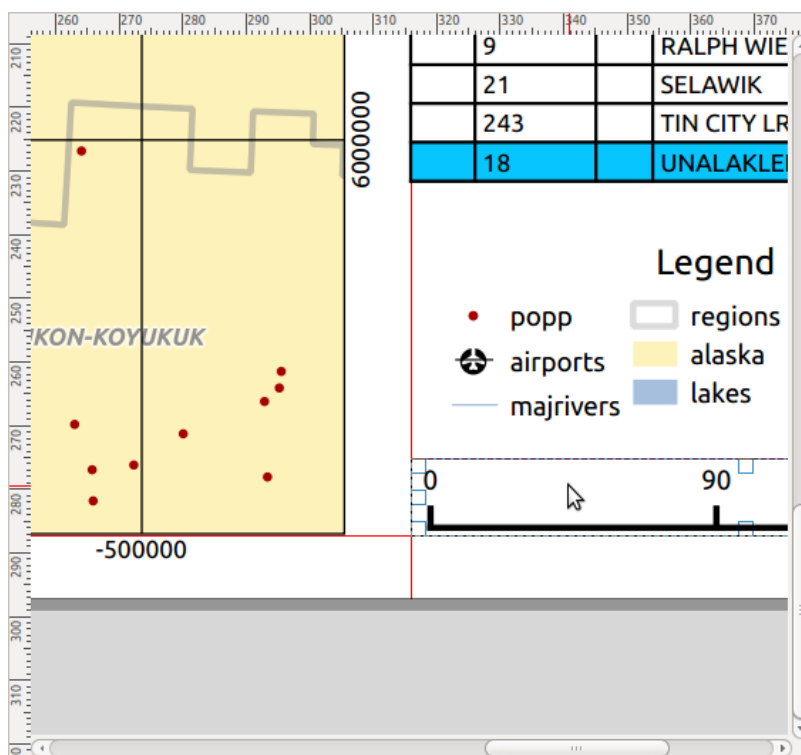 260 270 280 290 300 310 320 330 340 350 360 370
210
220
230
240
250
260
270
280
290
300
310
9 RALPH WIE
21 SELAWIK
243 TIN CITY LR
18 UNALAKLE
6000000
KON-KOYUKUK
-500000
Legend
popp
airports
majrivers
regions
alaska
lakes
0 90